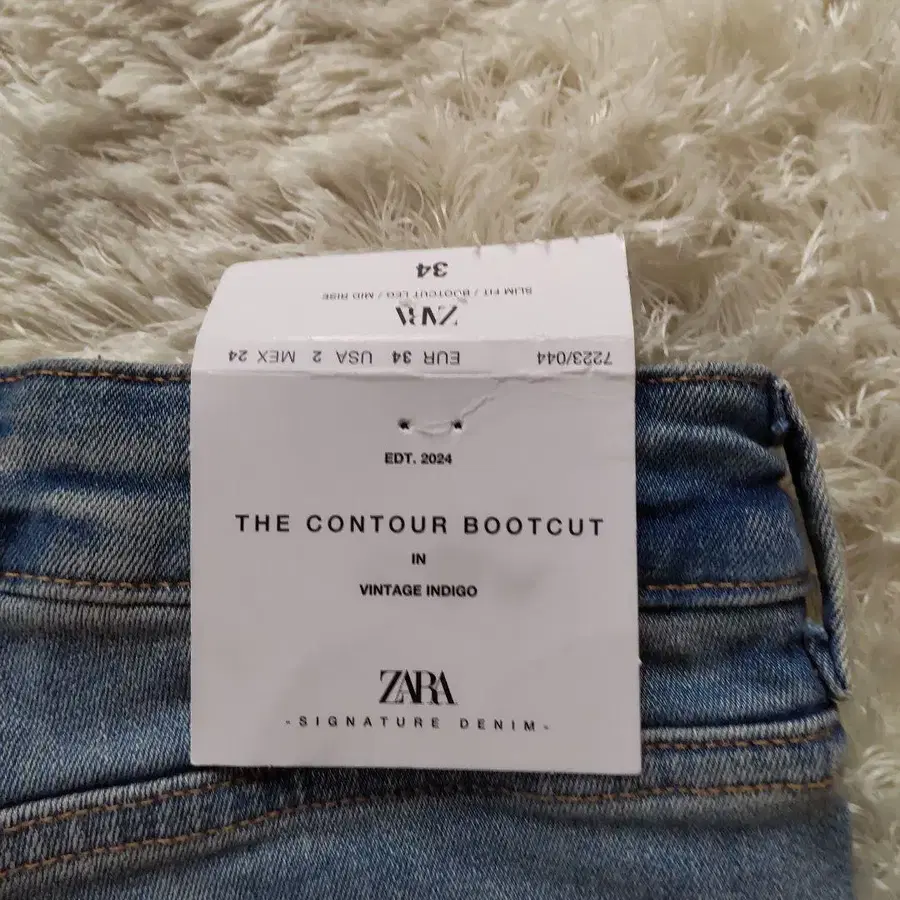 34
SLIM FIT / BOOTCUT LEG / MID RISE
ZARA
7223/044 EUR 34 USA 2 MEX 24
EDT. 2024
THE CONTOUR BOOTCUT
IN
VINTAGE INDIGO
ZARA
- SIGNATURE DENIM -